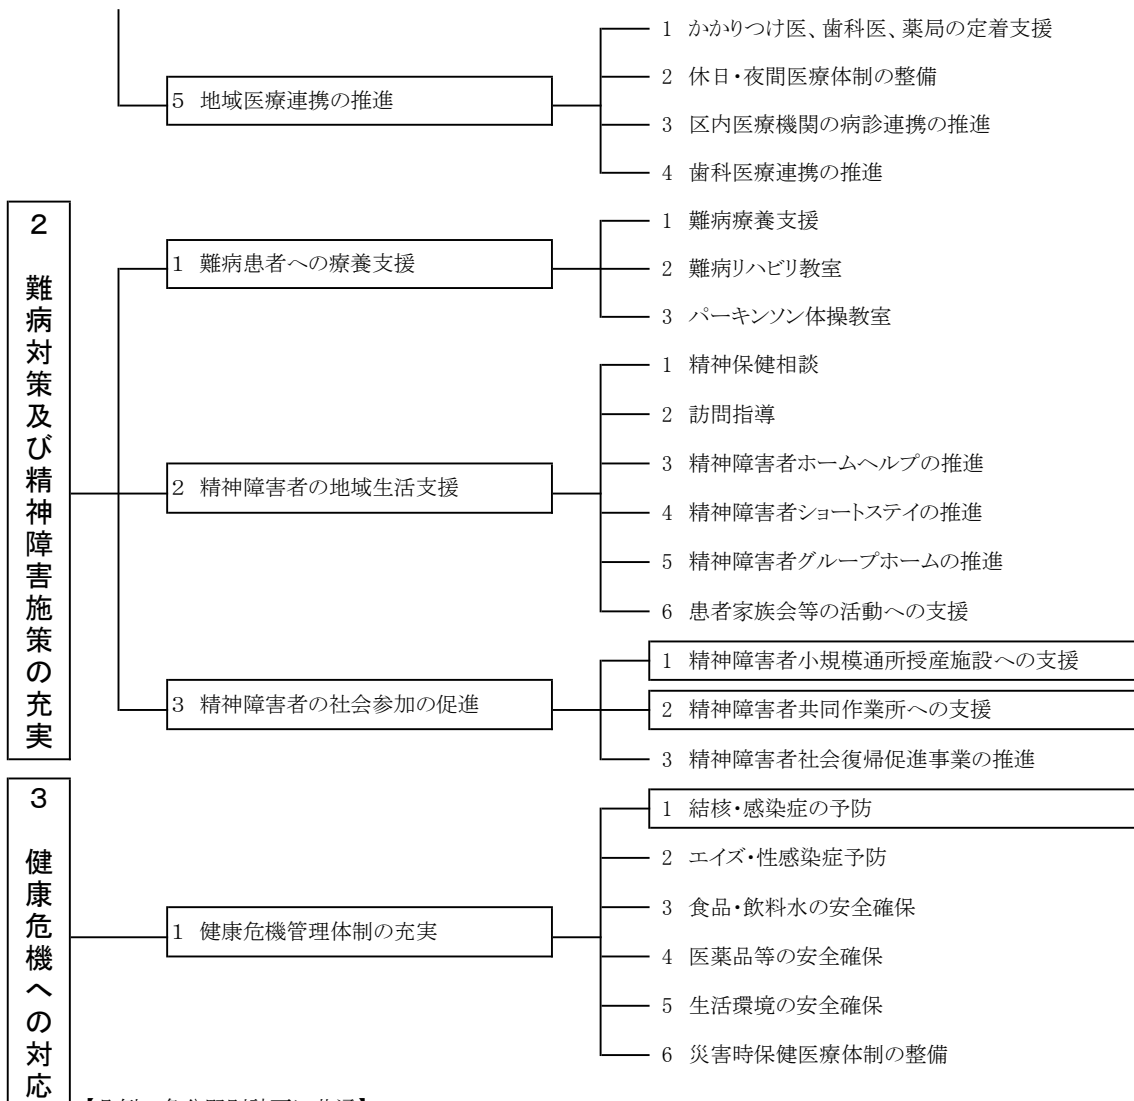 5 地域医療連携の推進
1 かかりつけ医、歯科医、薬局の定着支援
2 休日・夜間医療体制の整備
3 区内医療機関の病診連携の推進
4 歯科医療連携の推進
2 難病対策及び精神障害施策の充実
1 難病患者への療養支援
1 難病療養支援
2 難病リハビリ教室
3 パーキンソン体操教室
2 精神障害者の地域生活支援
1 精神保健相談
2 訪問指導
3 精神障害者ホームヘルプの推進
4 精神障害者ショートステイの推進
5 精神障害者グループホームの推進
6 患者家族会等の活動への支援
3 精神障害者の社会参加の促進
1 精神障害者小規模通所授産施設への支援
2 精神障害者共同作業所への支援
3 精神障害者社会復帰促進事業の推進
3 健康危機への対応
1 健康危機管理体制の充実
1 結核・感染症の予防
2 エイズ・性感染症予防
3 食品・飲料水の安全確保
4 医薬品等の安全確保
5 生活環境の安全確保
6 災害時保健医療体制の整備